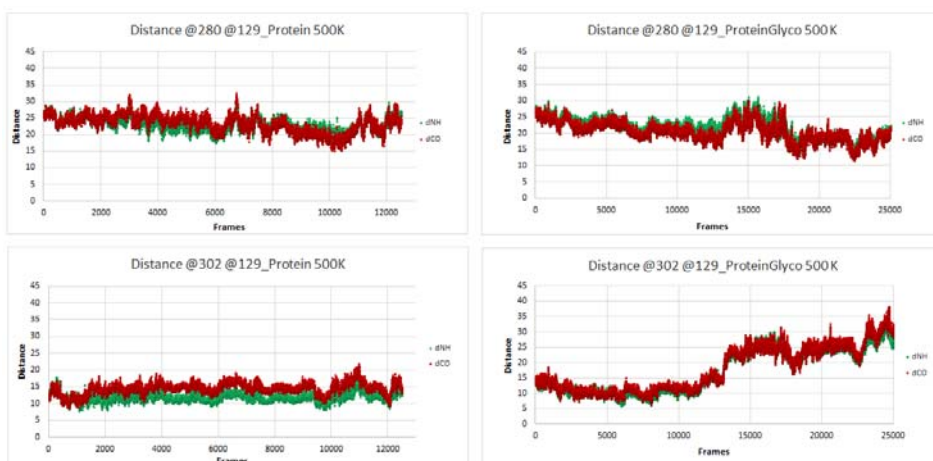 Distance @280 @129_Protein 500K
45
40
35
30
25
20
15
10
5
0
Distance
0 2000 4000 6000 8000 10000 12000
Frames
dNH
dCO
Distance @280 @129_ProteinGlyco 500K
45
40
35
30
25
20
15
10
5
0
Distance
0 5000 10000 15000 20000 25000
Frames
dNH
dCO
Distance @302 @129_Protein 500K
45
40
35
30
25
20
15
10
5
0
Distance
0 2000 4000 6000 8000 10000 12000
Frames
dNH
dCO
Distance @302 @129_ProteinGlyco 500K
45
40
35
30
25
20
15
10
5
0
Distance
0 5000 10000 15000 20000 25000
Frames
dNH
dCO